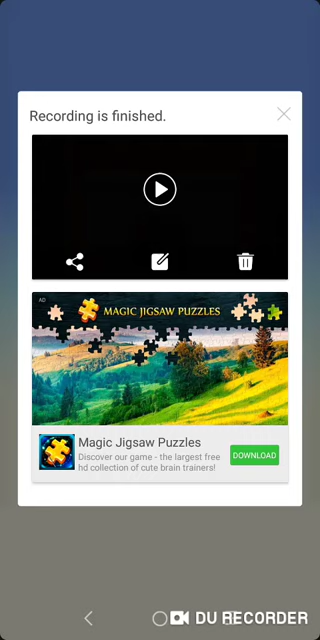 Recording is finished.
AD
MAGIC JIGSAW PUZZLES
Magic Jigsaw Puzzles
Discover our game - the largest free
hd collection of cute brain trainers!
DOWNLOAD
DU RECORDER